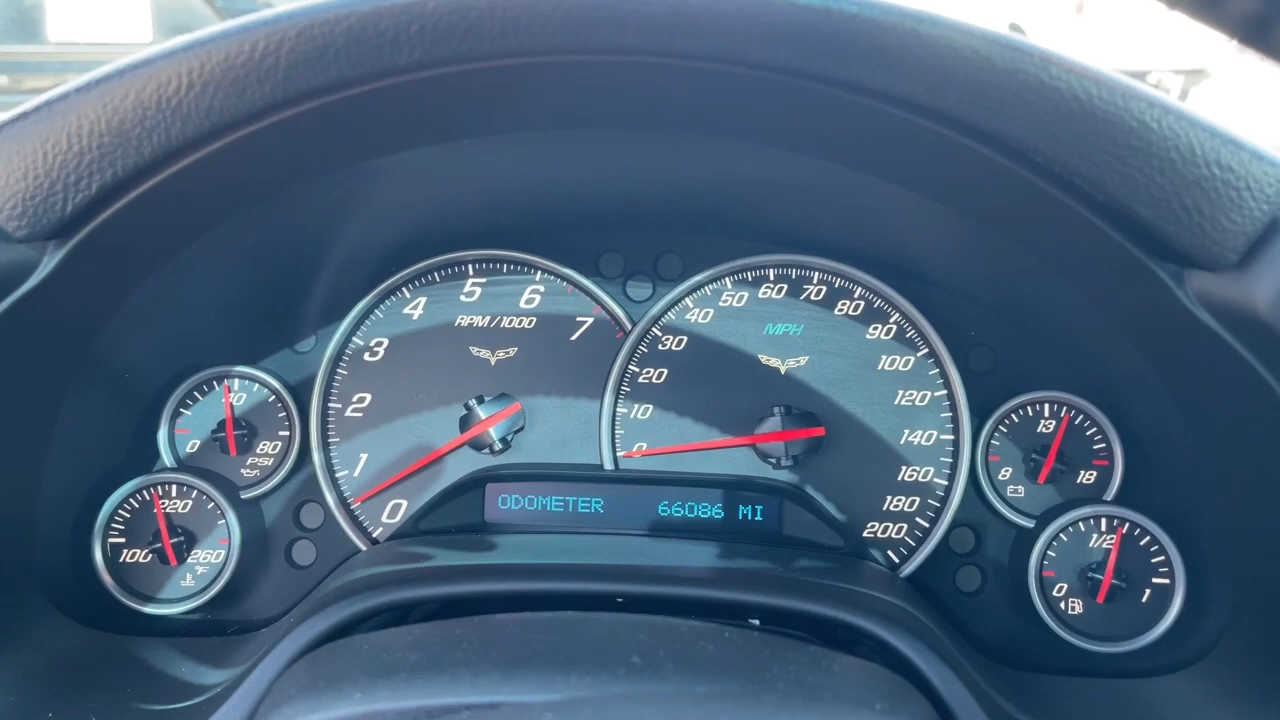 0 1 2 3 4 5 6 7
RPM/1000
0 10 20 30 40 50 60 70 80 90 100 120 140 160 180 200
MPH
ODOMETER 66086 MI
0 40 80
PSI
100 220 260
°F
8 13 18
0 1/2 1